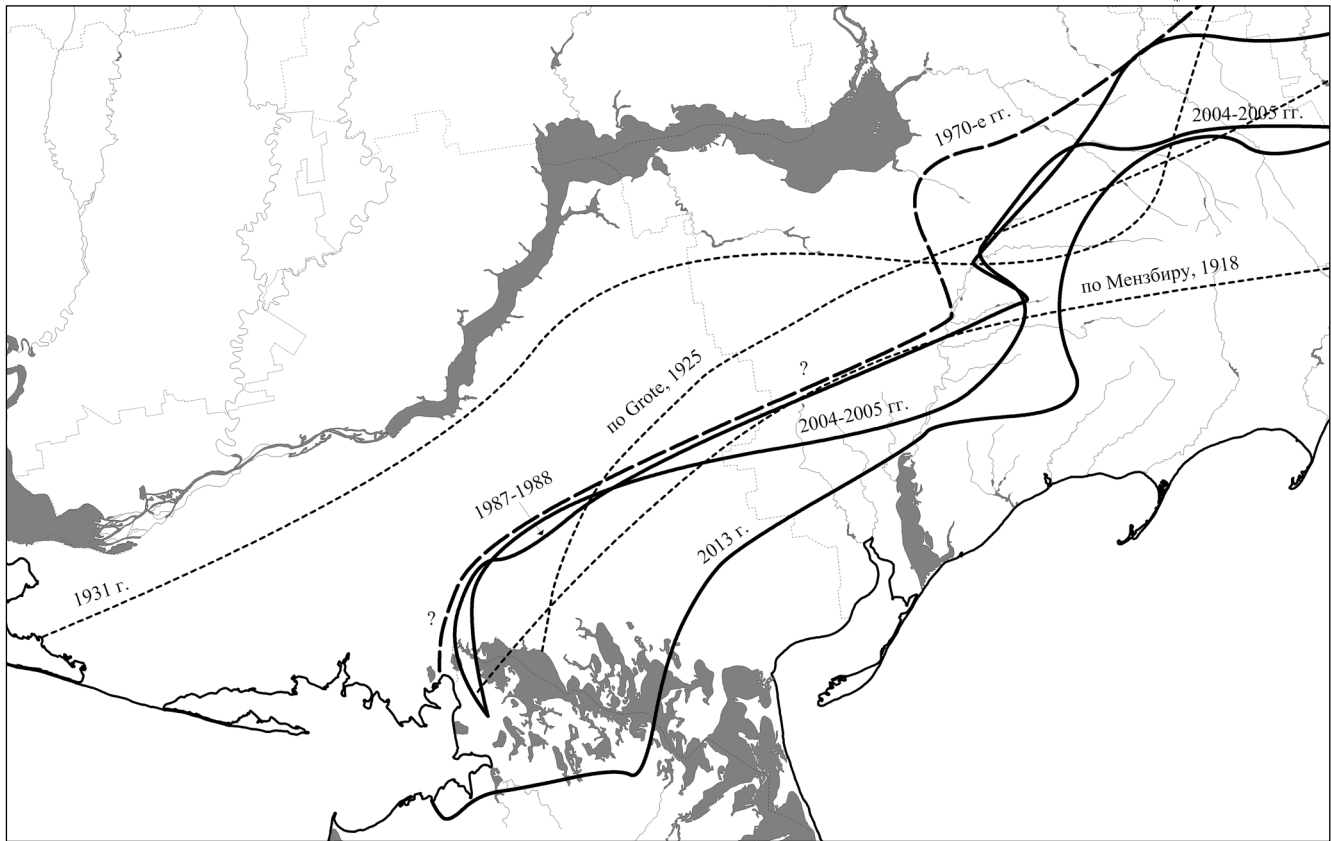 1970-е гг.
2004-2005 гг.
по Мензбиру, 1918
по Grote, 1925
?
2004-2005 гг.
1987-1988
2013 г.
1931 г.
?